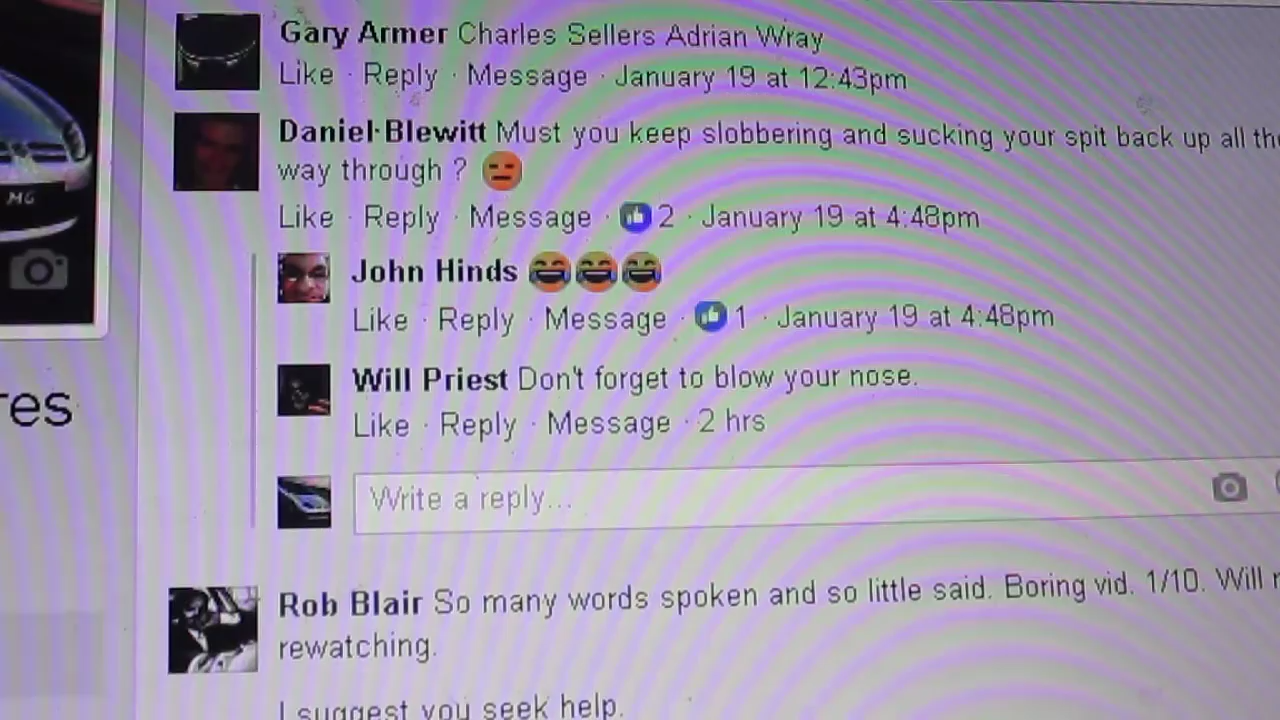 Gary Armer Charles Sellers Adrian Wray
Like · Reply · Message · January 19 at 12:43pm
Daniel Blewitt Must you keep slobbering and sucking your spit back up all the
way through ? 😑
Like · Reply · Message · 2 · January 19 at 4:48pm
MG
John Hinds 😂😂😂
Like · Reply · Message · 1 · January 19 at 4:48pm
Will Priest Don't forget to blow your nose.
Like · Reply · Message · 2 hrs
res
Write a reply...
Rob Blair So many words spoken and so little said. Boring vid. 1/10. Will
rewatching.
I suggest you seek help.